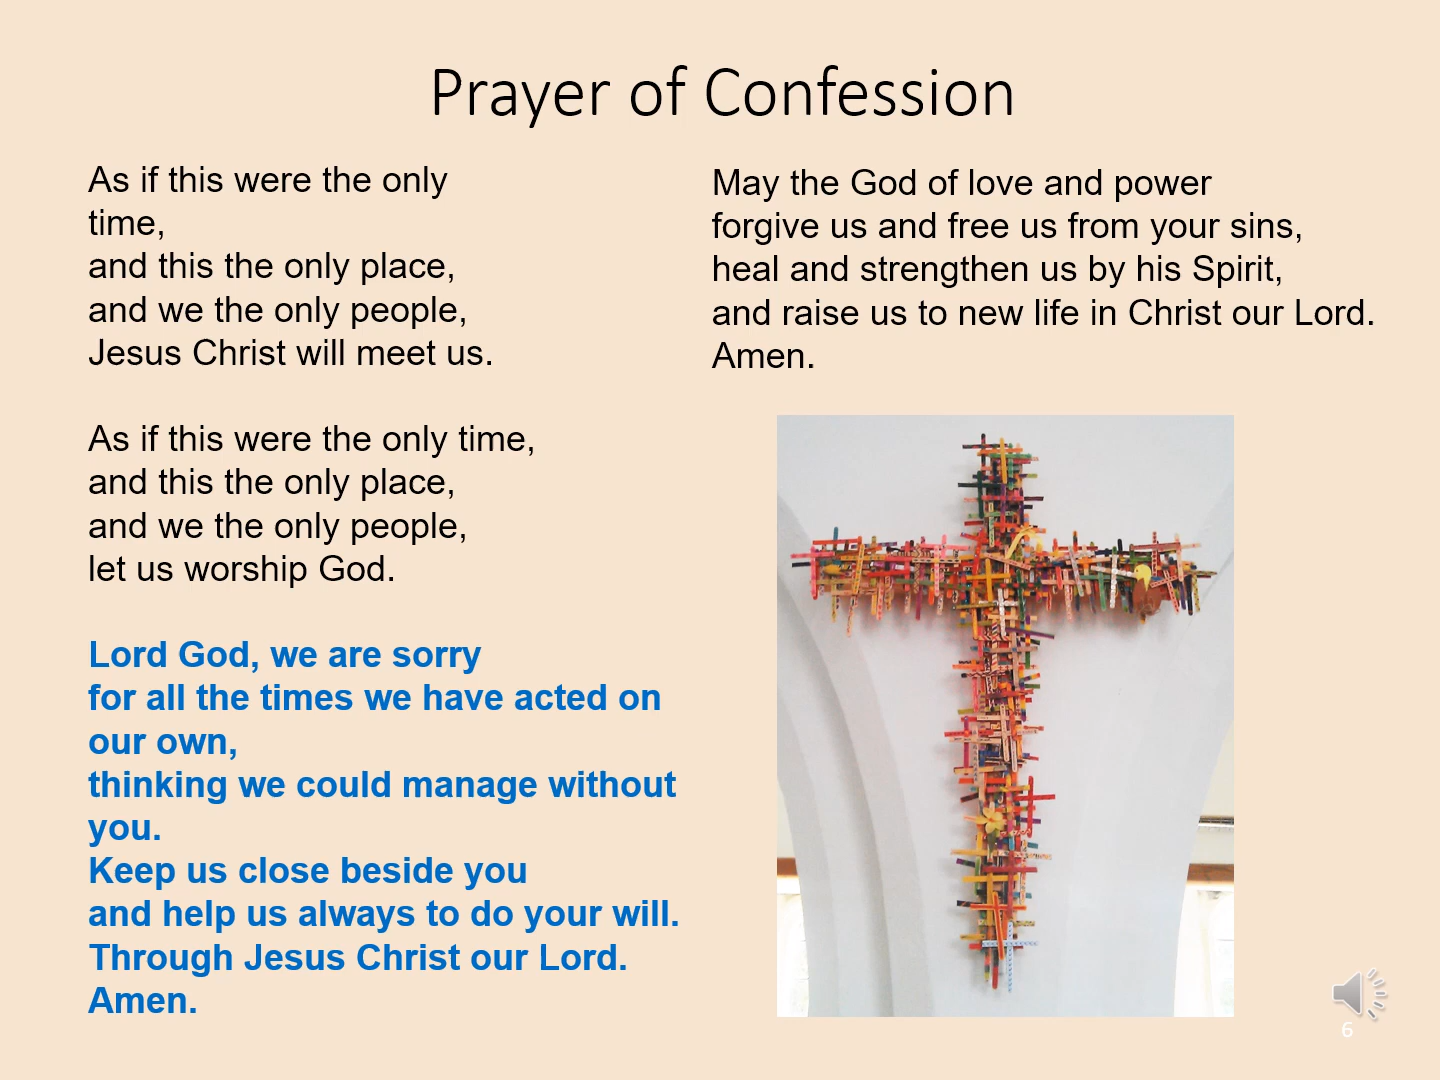 Prayer of Confession
As if this were the only
time,
and this the only place,
and we the only people,
Jesus Christ will meet us.
As if this were the only time,
and this the only place,
and we the only people,
let us worship God.
Lord God, we are sorry
for all the times we have acted on
our own,
thinking we could manage without
you.
Keep us close beside you
and help us always to do your will.
Through Jesus Christ our Lord.
Amen.
May the God of love and power
forgive us and free us from your sins,
heal and strengthen us by his Spirit,
and raise us to new life in Christ our Lord.
Amen.
6